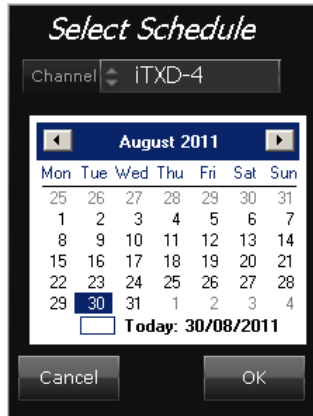 Select Schedule
Channel iTXD-4
August 2011
Mon Tue Wed Thu Fri Sat Sun
25 26 27 28 29 30 31
1 2 3 4 5 6 7
8 9 10 11 12 13 14
15 16 17 18 19 20 21
22 23 24 25 26 27 28
29 30 31 1 2 3 4
Today: 30/08/2011
Cancel OK